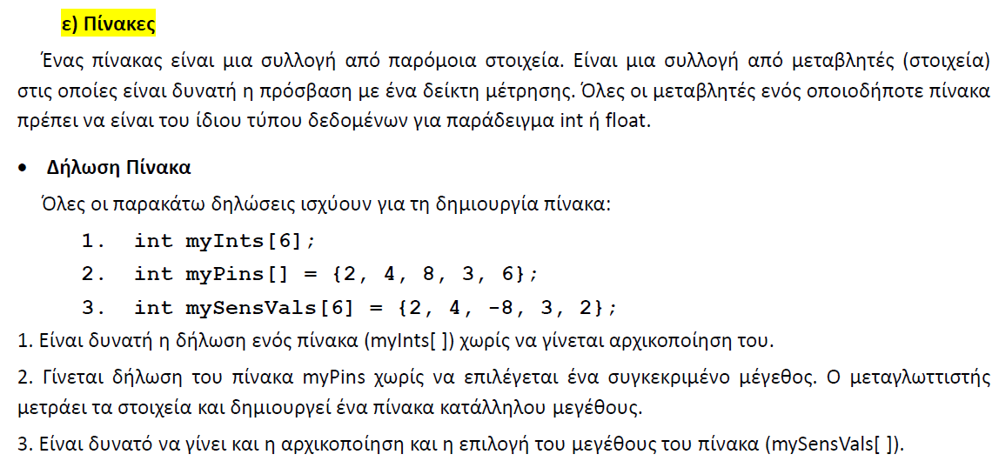 ε) Πίνακες
Ένας πίνακας είναι μια συλλογή από παρόμοια στοιχεία. Είναι μια συλλογή από μεταβλητές (στοιχεία)
στις οποίες είναι δυνατή η πρόσβαση με ένα δείκτη μέτρησης. Όλες οι μεταβλητές ενός οποιοδήποτε πίνακα
πρέπει να είναι του ίδιου τύπου δεδομένων για παράδειγμα int ή float.
• Δήλωση Πίνακα
Όλες οι παρακάτω δηλώσεις ισχύουν για τη δημιουργία πίνακα:
1. int myInts[6];
2. int myPins[] = {2, 4, 8, 3, 6};
3. int mySensVals[6] = {2, 4, -8, 3, 2};
1. Είναι δυνατή η δήλωση ενός πίνακα (myInts[ ]) χωρίς να γίνεται αρχικοποίηση του.
2. Γίνεται δήλωση του πίνακα myPins χωρίς να επιλέγεται ένα συγκεκριμένο μέγεθος. Ο μεταγλωττιστής
μετράει τα στοιχεία και δημιουργεί ένα πίνακα κατάλληλου μεγέθους.
3. Είναι δυνατό να γίνει και η αρχικοποίηση και η επιλογή του μεγέθους του πίνακα (mySensVals[ ]).